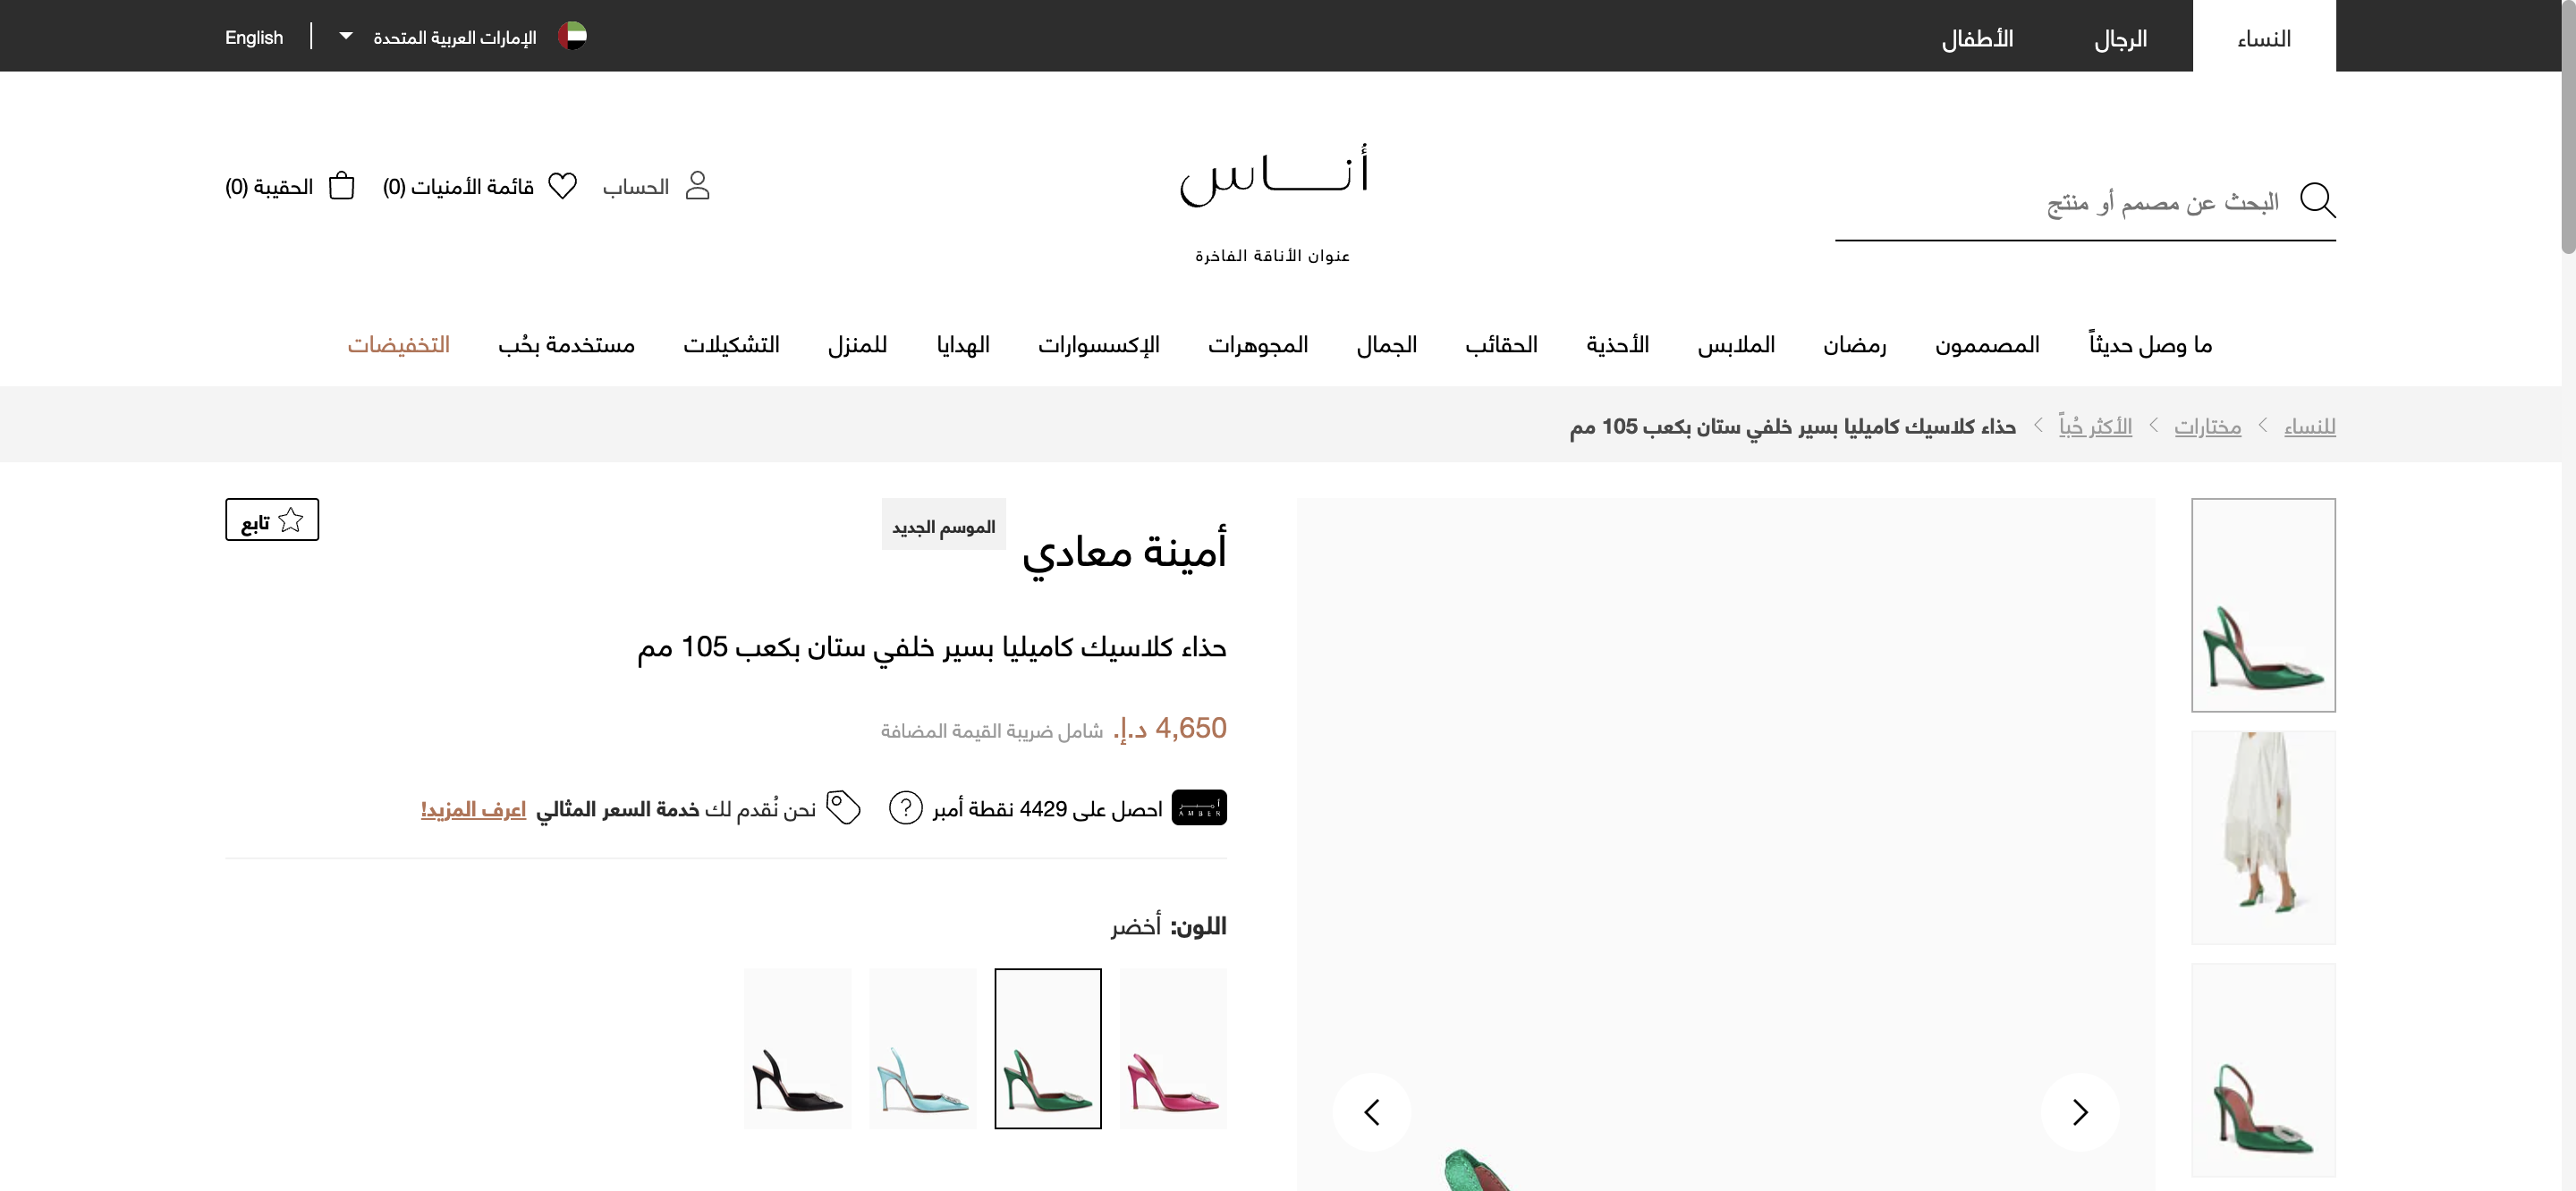 النساء
الرجال
الأطفال
الإمارات العربية المتحدة
English
البحث عن مصمم أو منتج
أناس
عنوان الأناقة الفاخرة
الحساب
قائمة الأمنيات (0)
الحقيبة (0)
ما وصل حديثاً
المصممون
رمضان
الملابس
الأحذية
الحقائب
الجمال
المجوهرات
الإكسسوارات
الهدايا
للمنزل
التشكيلات
مستخدمة بحُب
التخفيضات
للنساء
مختارات
الأكثر حُباً
حذاء كلاسيك كاميليا بسير خلفي ستان بكعب 105 مم
أمينة معادي
الموسم الجديد
تابع
حذاء كلاسيك كاميليا بسير خلفي ستان بكعب 105 مم
4,650 د.إ. شامل ضريبة القيمة المضافة
أمبر
AMBER
احصل على 4429 نقطة أمبر
?
نحن نُقدم لك خدمة السعر المثالي اعرف المزيد!
اللون: أخضر